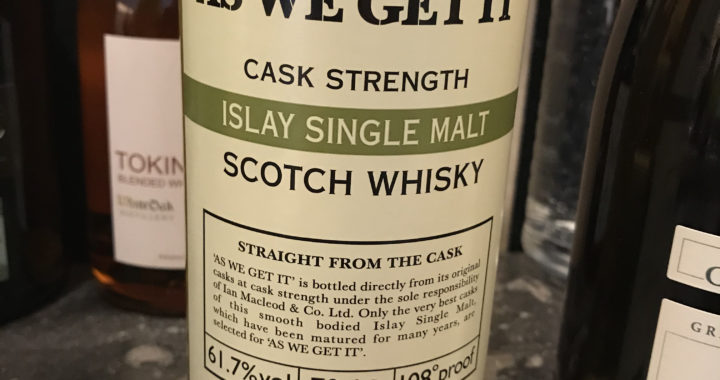 'AS WE GET IT'
CASK STRENGTH
ISLAY SINGLE MALT
SCOTCH WHISKY
STRAIGHT FROM THE CASK
'AS WE GET IT' is bottled directly from its original
casks at cask strength under the sole responsibility
of Ian Macleod & Co. Ltd. Only the very best casks
of this smooth bodied Islay Single Malt,
which have been matured for many years, are
selected for 'AS WE GET IT'.
61.7%vol
108°proof
TOKIN
BLENDED WH
DISTILLERY
C
GR